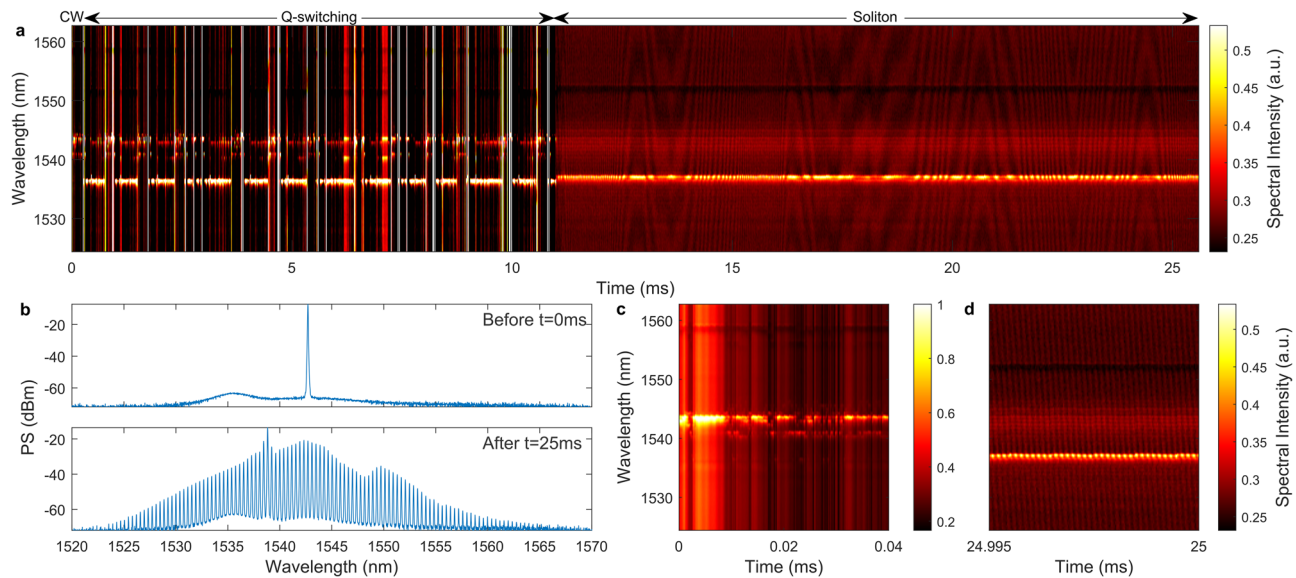 CW Q-switching Soliton
a
1560
1550
1540
1530
Wavelength (nm)
0 5 10 15 20 25
Time (ms)
0.5
0.45
0.4
0.35
0.3
0.25
Spectral Intensity (a.u.)
b
Before t=0ms
-20
-40
-60
After t=25ms
-20
-40
-60
PS (dBm)
1520 1525 1530 1535 1540 1545 1550 1555 1560 1565 1570
Wavelength (nm)
c
1560
1550
1540
1530
Wavelength (nm)
0 0.02 0.04
Time (ms)
1
0.8
0.6
0.4
0.2
d
24.995 25
Time (ms)
0.5
0.45
0.4
0.35
0.3
0.25
Spectral Intensity (a.u.)